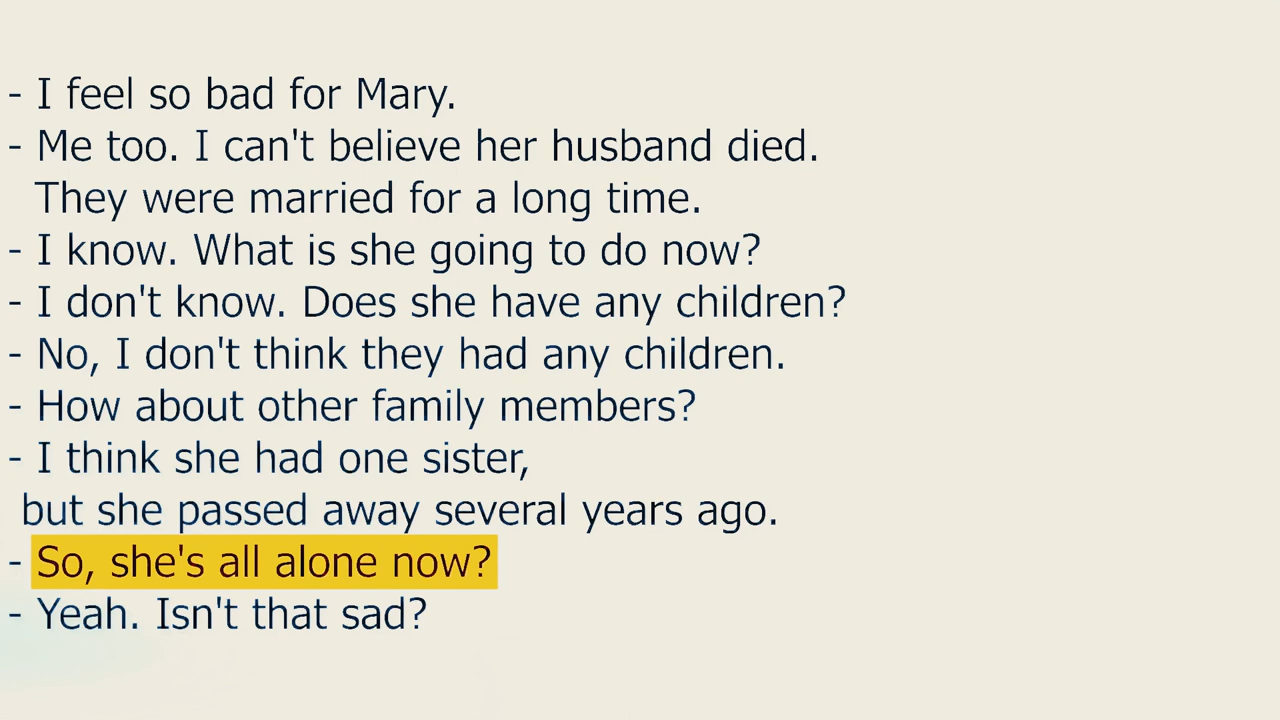 - I feel so bad for Mary.
- Me too. I can't believe her husband died.
They were married for a long time.
- I know. What is she going to do now?
- I don't know. Does she have any children?
- No, I don't think they had any children.
- How about other family members?
- I think she had one sister,
but she passed away several years ago.
- So, she's all alone now?
- Yeah. Isn't that sad?